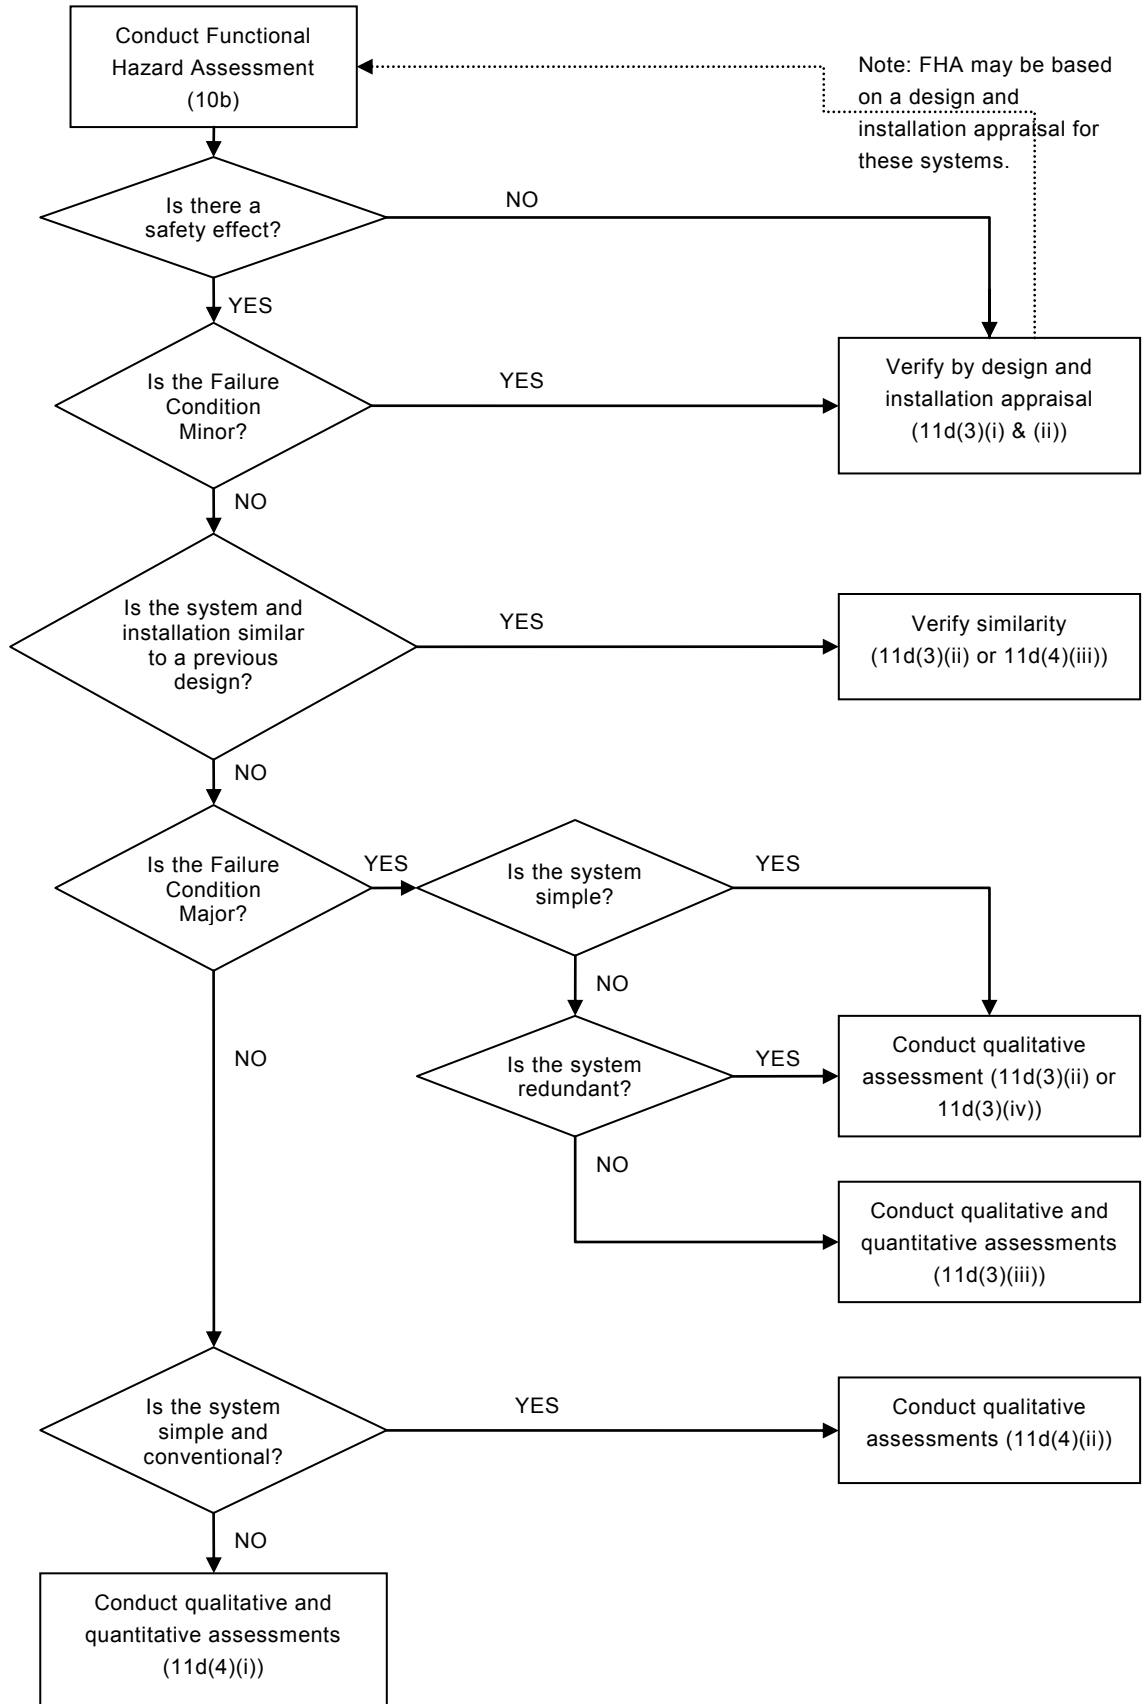 Conduct Functional
Hazard Assessment
(10b)
Note: FHA may be based
on a design and
installation appraisal for
these systems.
Is there a
safety effect?
NO
YES
Is the Failure
Condition
Minor?
YES
Verify by design and
installation appraisal
(11d(3)(i) & (ii))
NO
Is the system and
installation similar
to a previous
design?
YES
Verify similarity
(11d(3)(ii) or 11d(4)(iii))
NO
Is the Failure
Condition
Major?
YES
Is the system
simple?
YES
NO
NO
Is the system
redundant?
YES
Conduct qualitative
assessment (11d(3)(ii) or
11d(3)(iv))
NO
Conduct qualitative and
quantitative assessments
(11d(3)(iii))
Is the system
simple and
conventional?
YES
Conduct qualitative
assessments (11d(4)(ii))
NO
Conduct qualitative and
quantitative assessments
(11d(4)(i))